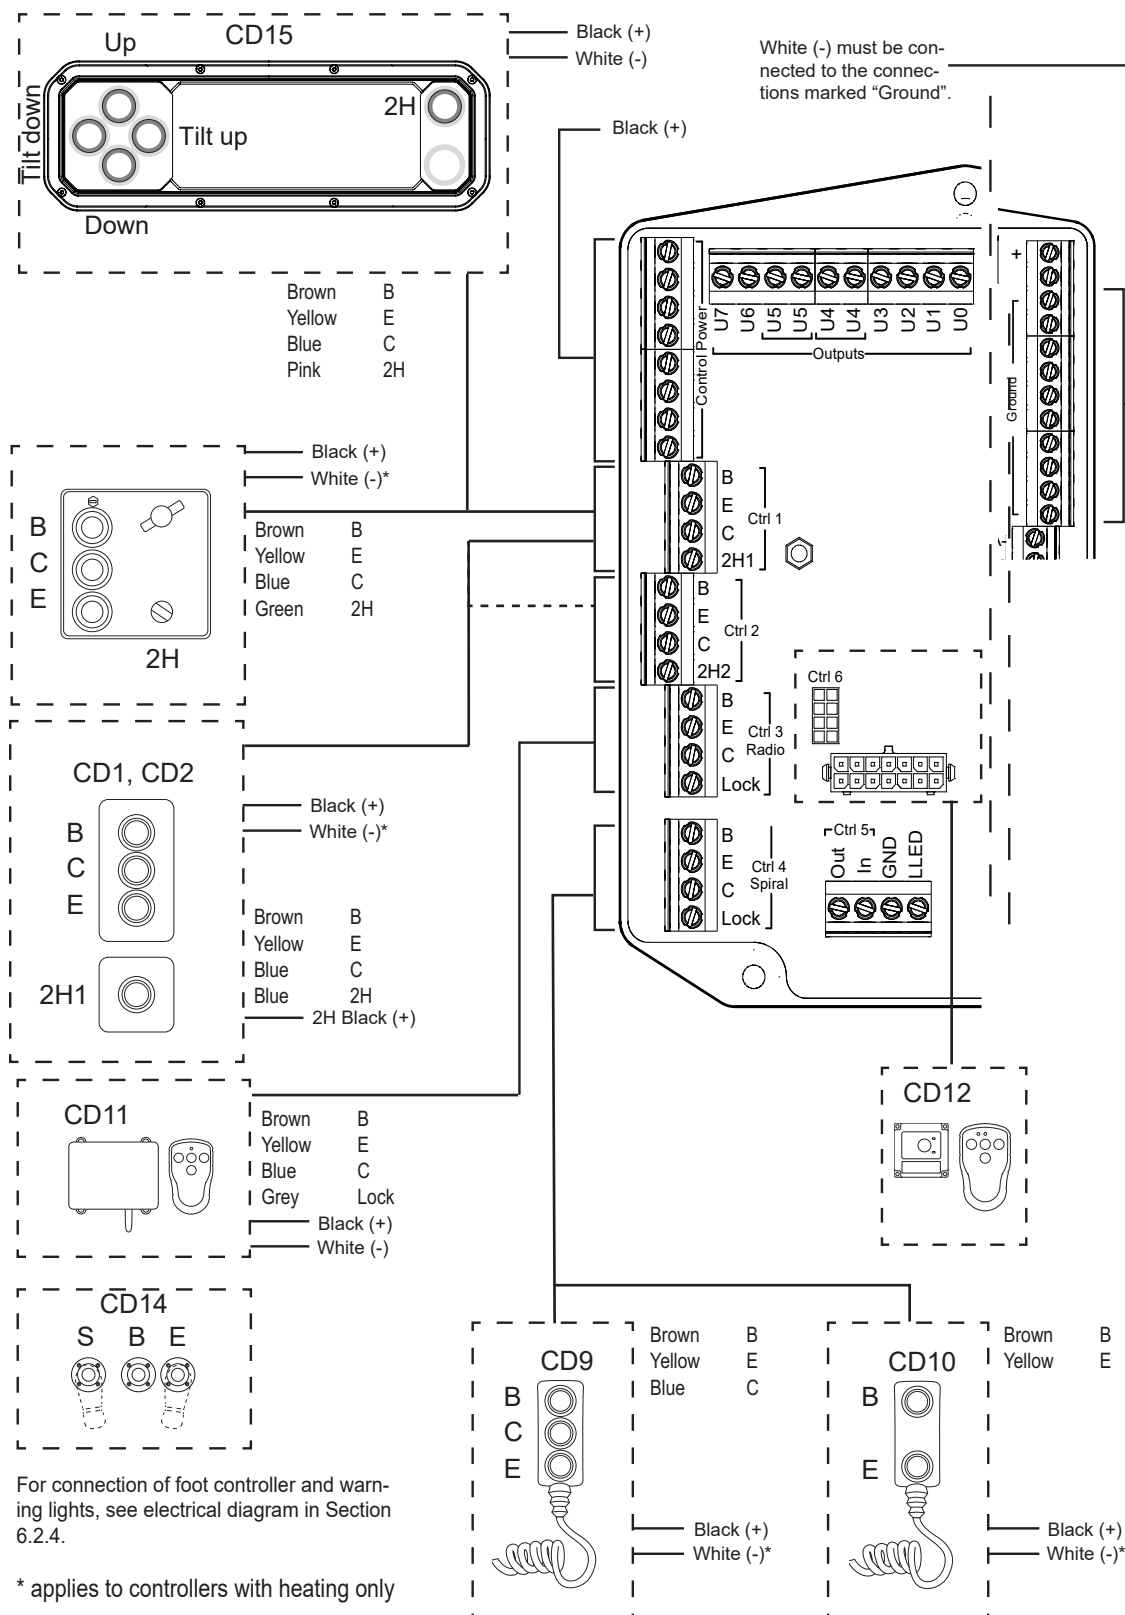 CD15
Up
Tilt down
Tilt up
2H
Down
Black (+)
White (-)
White (-) must be con-
nected to the connec-
tions marked “Ground”.
Black (+)
Brown B
Yellow E
Blue C
Pink 2H
Control Power
U7 U6 U5 U5 U4 U4 U3 U2 U1 U0
Outputs
+
Ground
B
E
C
2H1
Ctrl 1
B
E
C
2H2
Ctrl 2
B
E
C
Lock
Ctrl 3
Radio
B
E
C
Lock
Ctrl 4
Spiral
Ctrl 6
Ctrl 5
Out
In
GND
LLED
Black (+)
White (-)*
B
C
E
2H
Brown B
Yellow E
Blue C
Green 2H
CD1, CD2
B
C
E
2H1
Black (+)
White (-)*
Brown B
Yellow E
Blue C
Blue 2H
2H Black (+)
CD11
Brown B
Yellow E
Blue C
Grey Lock
Black (+)
White (-)
CD12
CD14
S B E
CD9
B
C
E
Brown B
Yellow E
Blue C
Black (+)
White (-)*
CD10
B
E
Brown B
Yellow E
Black (+)
White (-)*
For connection of foot controller and warn-
ing lights, see electrical diagram in Section
6.2.4.
* applies to controllers with heating only